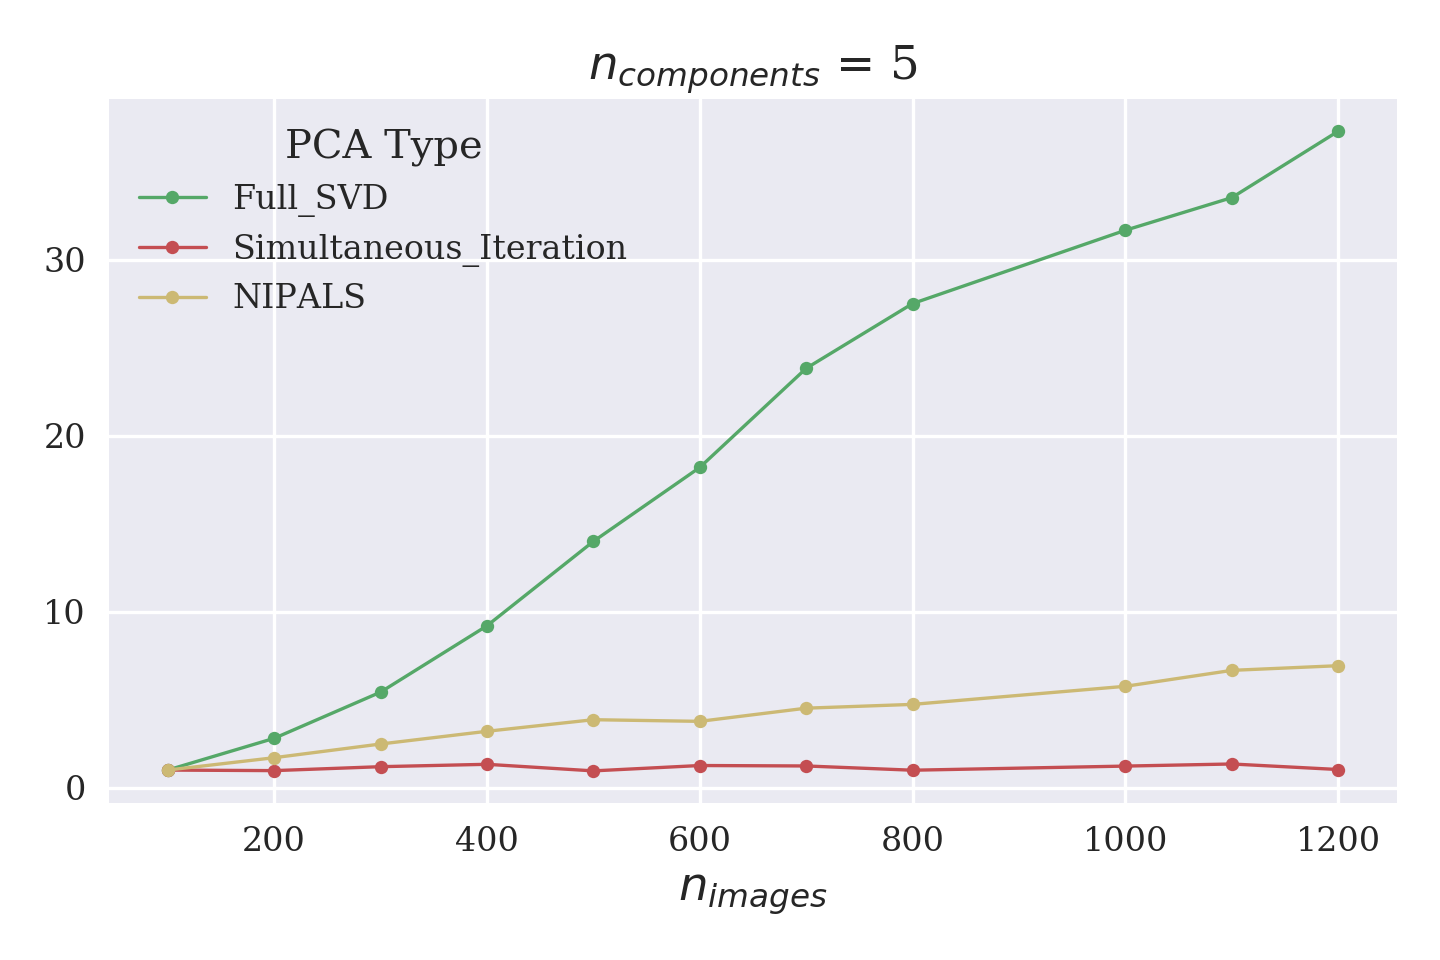 n_components = 5
PCA Type
Full_SVD
Simultaneous_Iteration
NIPALS
30
20
10
0
200 400 600 800 1000 1200
n_images